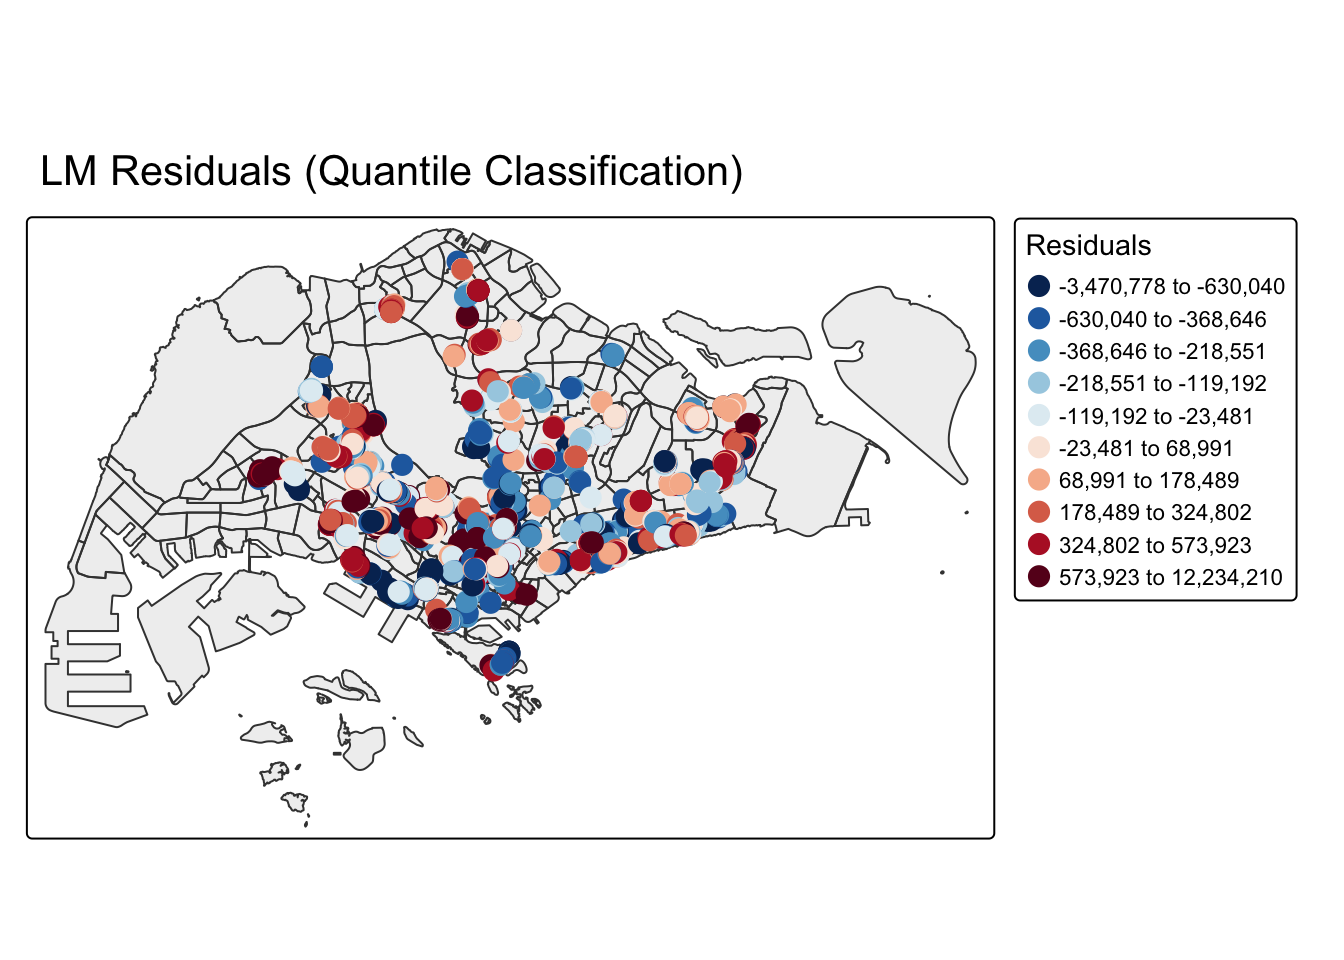 LM Residuals (Quantile Classification)
Residuals
-3,470,778 to -630,040
-630,040 to -368,646
-368,646 to -218,551
-218,551 to -119,192
-119,192 to -23,481
-23,481 to 68,991
68,991 to 178,489
178,489 to 324,802
324,802 to 573,923
573,923 to 12,234,210